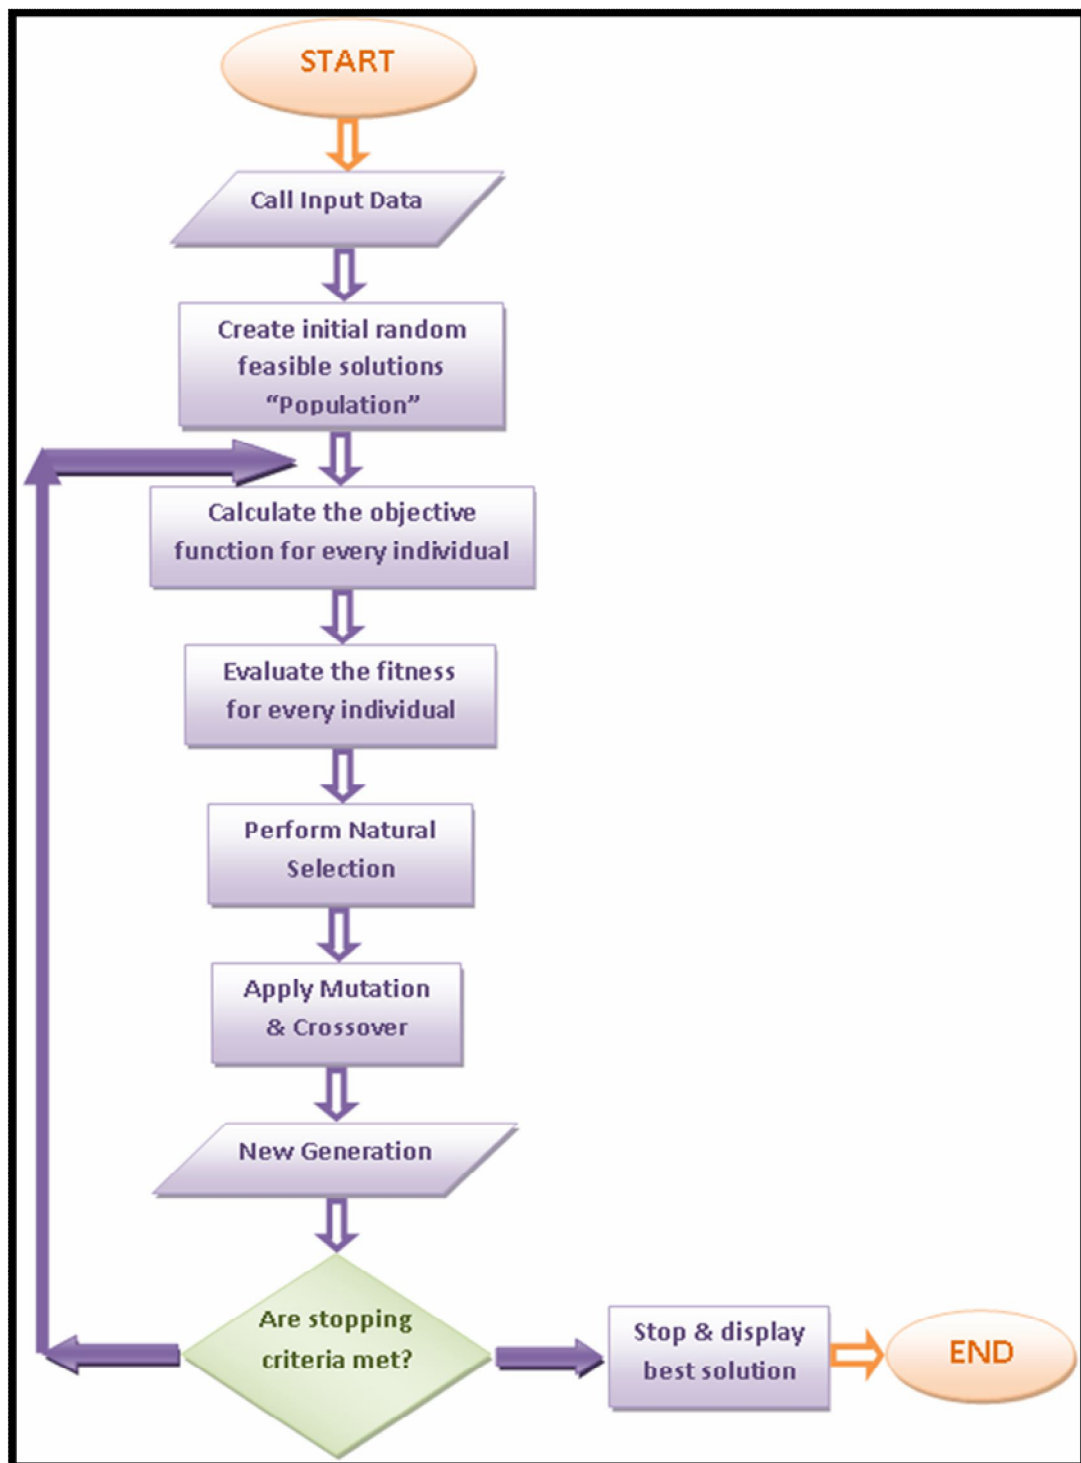 START
Call Input Data
Create initial random
feasible solutions
“Population”
Calculate the objective
function for every individual
Evaluate the fitness
for every individual
Perform Natural
Selection
Apply Mutation
& Crossover
New Generation
Are stopping
criteria met?
Stop & display
best solution
END